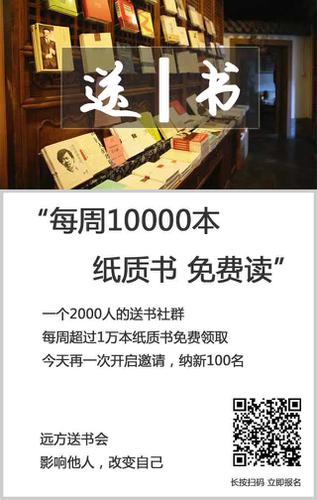 送 书
“每周10000本
纸质书 免费读”
一个2000人的送书社群
每周超过1万本纸质书免费领取
今天再一次开启邀请，纳新100名
远方送书会
影响他人，改变自己
长按扫码 立即报名